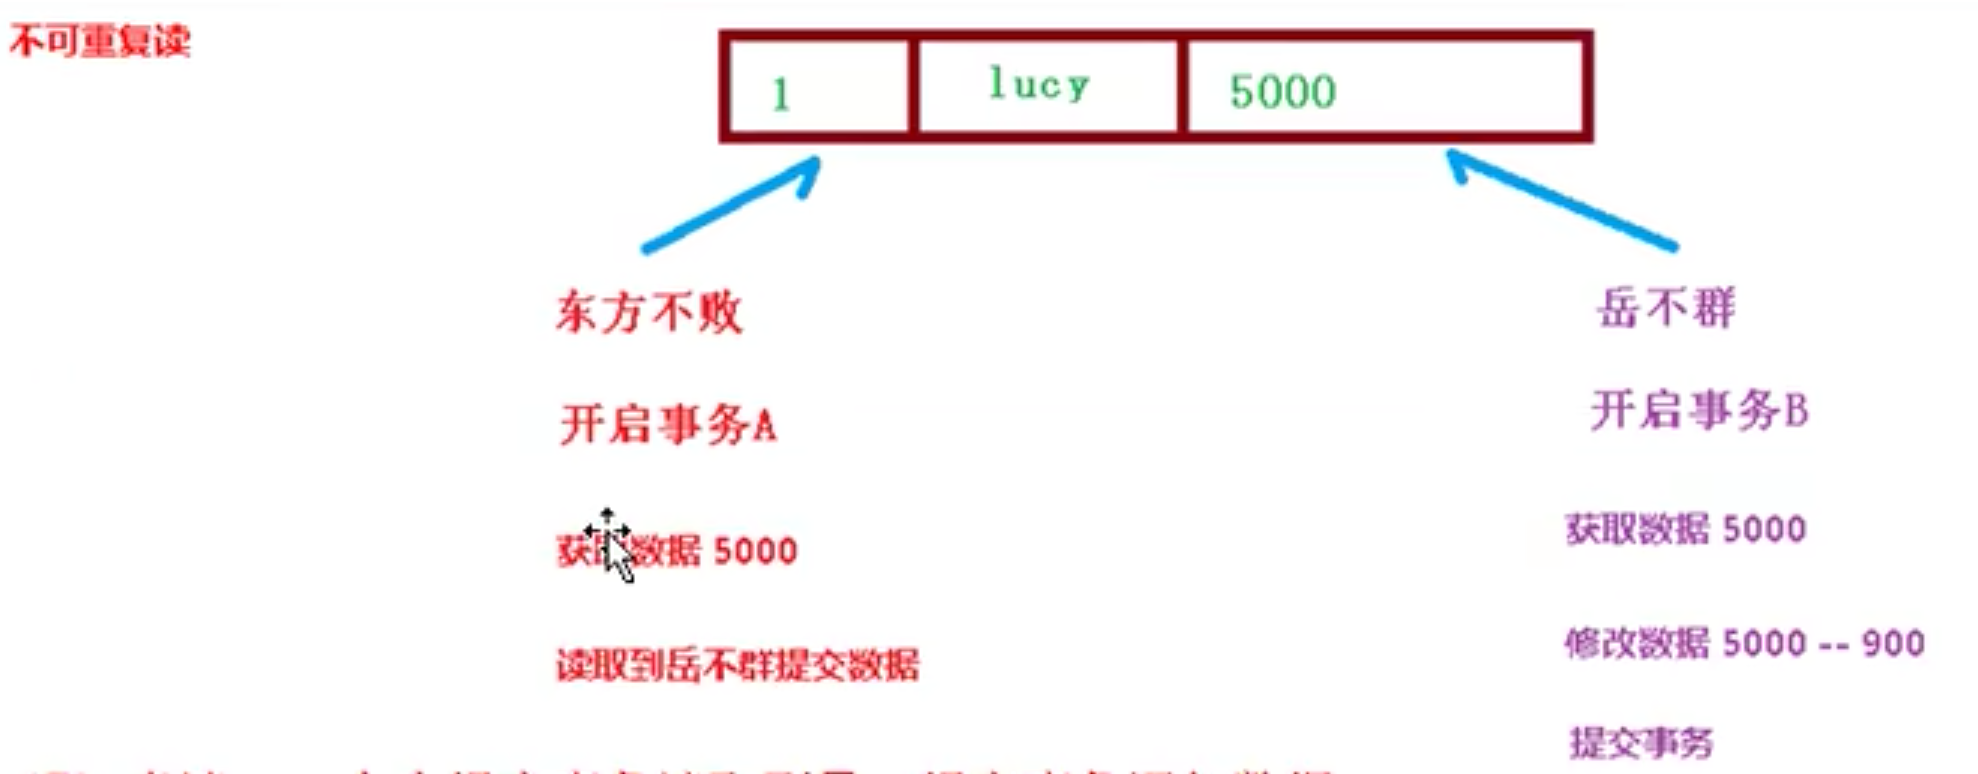 不可重复读
1 lucy 5000
东方不败
岳不群
开启事务A
开启事务B
获取数据 5000
获取数据 5000
读取到岳不群提交数据
修改数据 5000 -- 900
提交事务